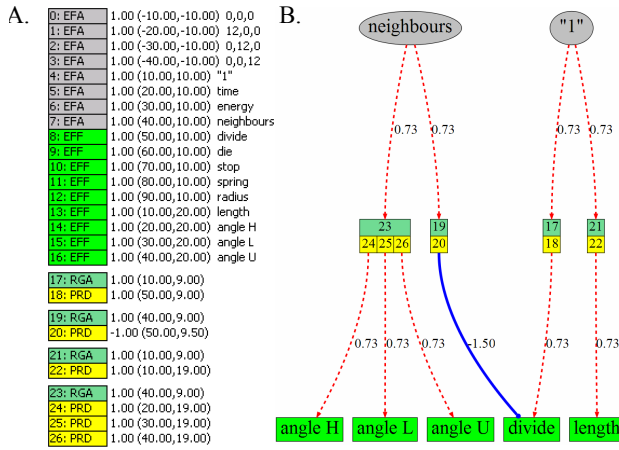 A.
0: EFA 1.00 (-10.00,-10.00) 0,0,0
1: EFA 1.00 (-20.00,-10.00) 12,0,0
2: EFA 1.00 (-30.00,-10.00) 0,12,0
3: EFA 1.00 (-40.00,-10.00) 0,0,12
4: EFA 1.00 (10.00,10.00) "1"
5: EFA 1.00 (20.00,10.00) time
6: EFA 1.00 (30.00,10.00) energy
7: EFA 1.00 (40.00,10.00) neighbours
8: EFF 1.00 (50.00,10.00) divide
9: EFF 1.00 (60.00,10.00) die
10: EFF 1.00 (70.00,10.00) stop
11: EFF 1.00 (80.00,10.00) spring
12: EFF 1.00 (90.00,10.00) radius
13: EFF 1.00 (10.00,20.00) length
14: EFF 1.00 (20.00,20.00) angle H
15: EFF 1.00 (30.00,20.00) angle L
16: EFF 1.00 (40.00,20.00) angle U
17: RGA 1.00 (10.00,9.00)
18: PRD 1.00 (50.00,9.00)
19: RGA 1.00 (40.00,9.00)
20: PRD -1.00 (50.00,9.50)
21: RGA 1.00 (10.00,9.00)
22: PRD 1.00 (10.00,19.00)
23: RGA 1.00 (40.00,9.00)
24: PRD 1.00 (20.00,19.00)
25: PRD 1.00 (30.00,19.00)
26: PRD 1.00 (40.00,19.00)
B.
neighbours "1"
0.73 0.73 0.73 0.73
23 19 17 21
24 25 26 20 18 22
0.73 0.73 0.73 -1.50 0.73 0.73
angle H angle L angle U divide length